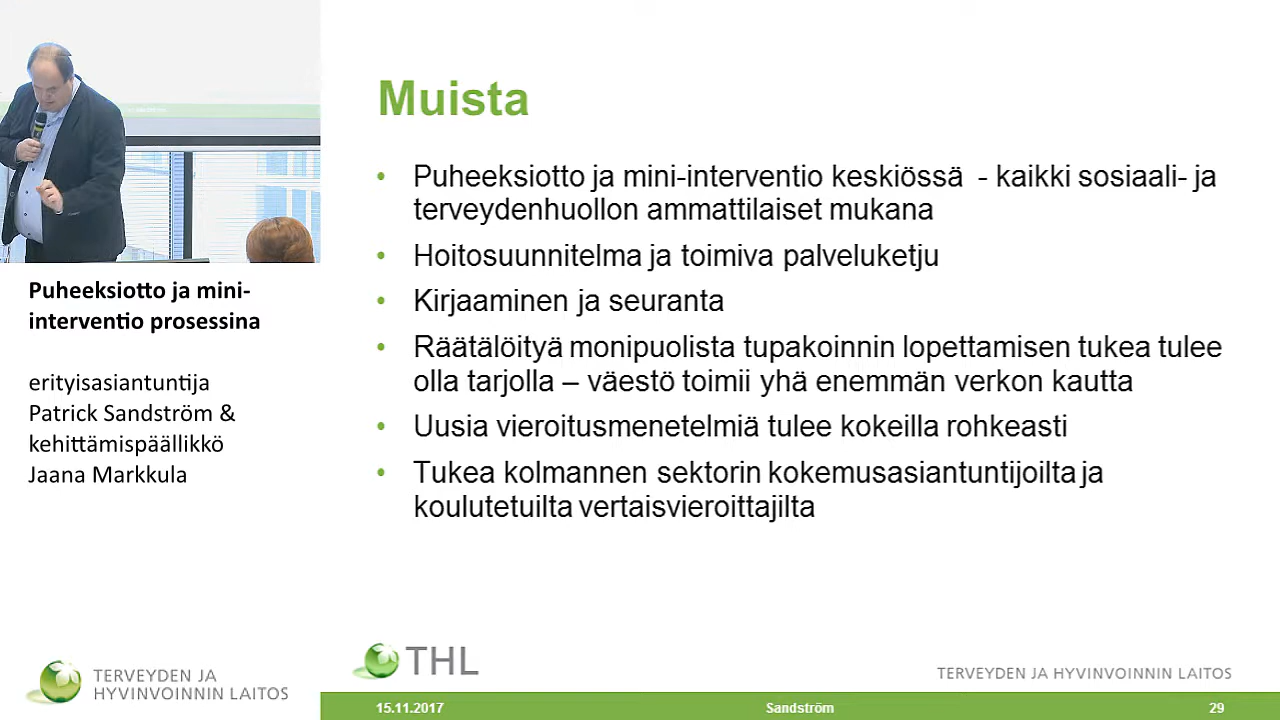 Muista
• Puheeksiotto ja mini-interventio keskiössä - kaikki sosiaali- ja
terveydenhuollon ammattilaiset mukana
• Hoitosuunnitelma ja toimiva palveluketju
• Kirjaaminen ja seuranta
• Räätälöityä monipuolista tupakoinnin lopettamisen tukea tulee
olla tarjolla – väestö toimii yhä enemmän verkon kautta
• Uusia vieroitusmenetelmiä tulee kokeilla rohkeasti
• Tukea kolmannen sektorin kokemusasiantuntijoilta ja
koulutetuilta vertaisvieroittajilta
Puheeksiotto ja mini-
interventio prosessina
erityisasiantuntija
Patrick Sandström &
kehittämispäällikkö
Jaana Markkula
TERVEYDEN JA
HYVINVOINNIN LAITOS
THL
TERVEYDEN JA HYVINVOINNIN LAITOS
15.11.2017
Sandström
29